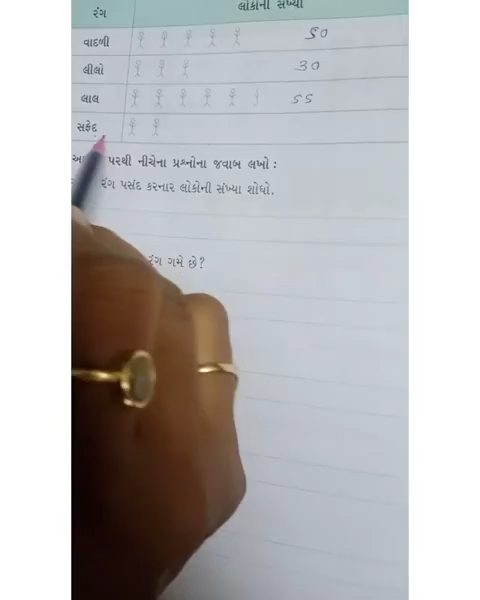 રંગ લોકોની સંખ્યા
વાદળી 50
લીલો 30
લાલ 55
સફેદ
પરથી નીચેના પ્રશ્નોના જવાબ લખો :
રંગ પસંદ કરનાર લોકોની સંખ્યા શોધો.
રંગ ગમે છે?